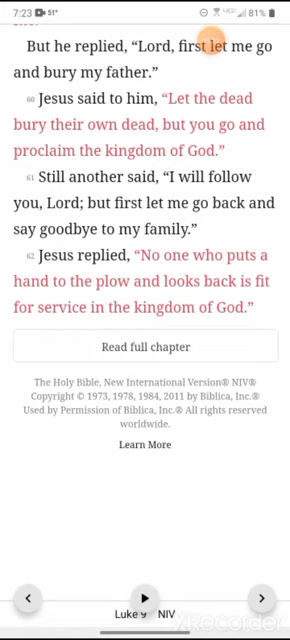 7:23 51° 81%
But he replied, “Lord, first let me go
and bury my father.”
60 Jesus said to him, “Let the dead
bury their own dead, but you go and
proclaim the kingdom of God.”
61 Still another said, “I will follow
you, Lord; but first let me go back and
say goodbye to my family.”
62 Jesus replied, “No one who puts a
hand to the plow and looks back is fit
for service in the kingdom of God.”
Read full chapter
The Holy Bible, New International Version® NIV®
Copyright © 1973, 1978, 1984, 2011 by Biblica, Inc.®
Used by Permission of Biblica, Inc.® All rights reserved
worldwide.
Learn More
Luke 9 NIV
XRecorder